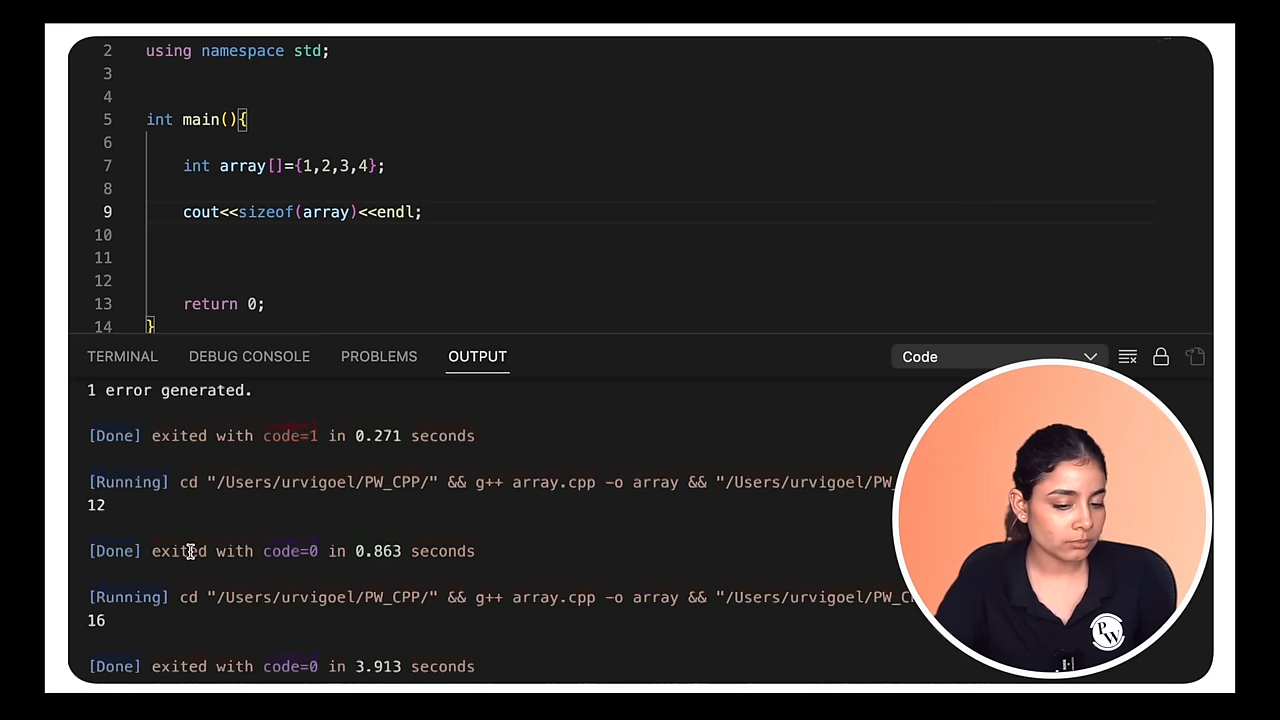 2 using namespace std;
3
4
5 int main(){
6
7 int array[]={1,2,3,4};
8
9 cout<<sizeof(array)<<endl;
10
11
12
13 return 0;
14 }
TERMINAL DEBUG CONSOLE PROBLEMS OUTPUT Code
1 error generated.
[Done] exited with code=1 in 0.271 seconds
[Running] cd "/Users/urvigoel/PW_CPP/" && g++ array.cpp -o array && "/Users/urvigoel/PW_
12
[Done] exited with code=0 in 0.863 seconds
[Running] cd "/Users/urvigoel/PW_CPP/" && g++ array.cpp -o array && "/Users/urvigoel/PW_C
16
[Done] exited with code=0 in 3.913 seconds
PW